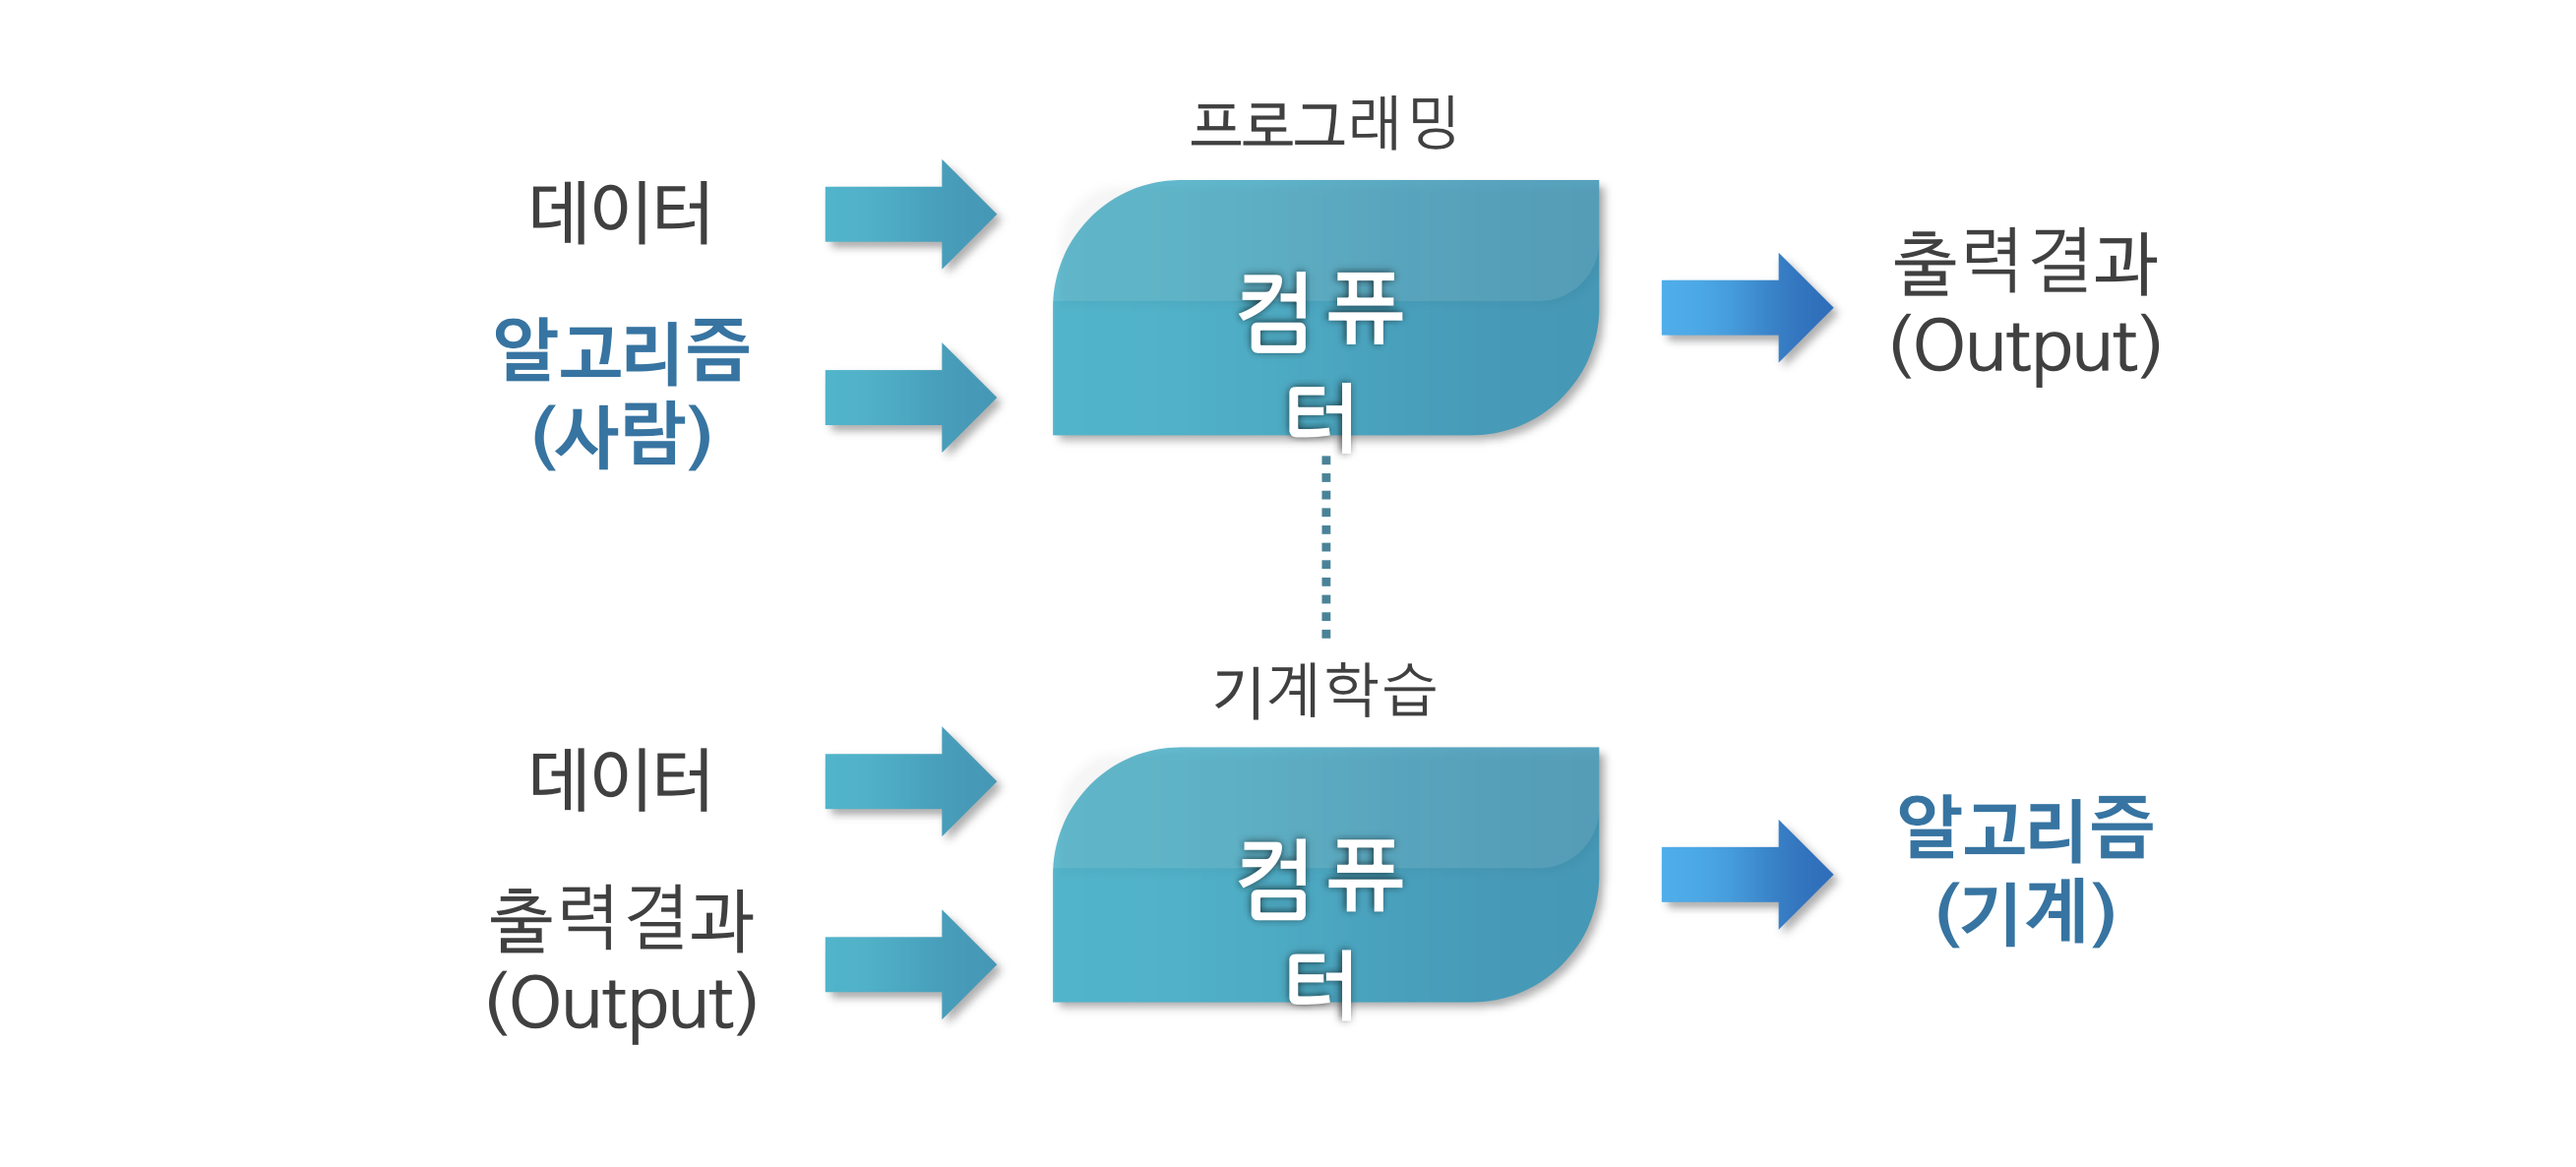 프로그래밍
데이터
알고리즘
(사람)
컴퓨
터
출력결과
(Output)
기계학습
데이터
출력결과
(Output)
컴퓨
터
알고리즘
(기계)